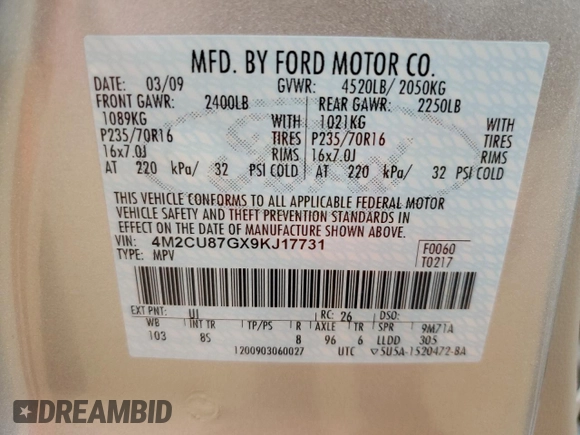 MFD. BY FORD MOTOR CO.
DATE: 03/09 GVWR: 4520LB/ 2050KG
FRONT GAWR: 2400LB REAR GAWR: 2250LB
1089KG WITH 1021KG WITH
P235/70R16 TIRES P235/70R16 TIRES
16x7.0J RIMS 16x7.0J RIMS
AT 220 kPa/ 32 PSI COLD AT 220 kPa/ 32 PSI COLD
THIS VEHICLE CONFORMS TO ALL APPLICABLE FEDERAL MOTOR
VEHICLE SAFETY AND THEFT PREVENTION STANDARDS IN
EFFECT ON THE DATE OF MANUFACTURE SHOWN ABOVE.
VIN: 4M2CU87GX9KJ17731 F0060
TYPE: MPV T0217
EXT PNT: UI RC: 26 DSO:
WB INT TR TP/PS R AXLE TR SPR 9M71A
103 8S 8 96 6 LLDD 305
1200903060027 UTC ▽5U5A-1520472-BA
DREAMBID